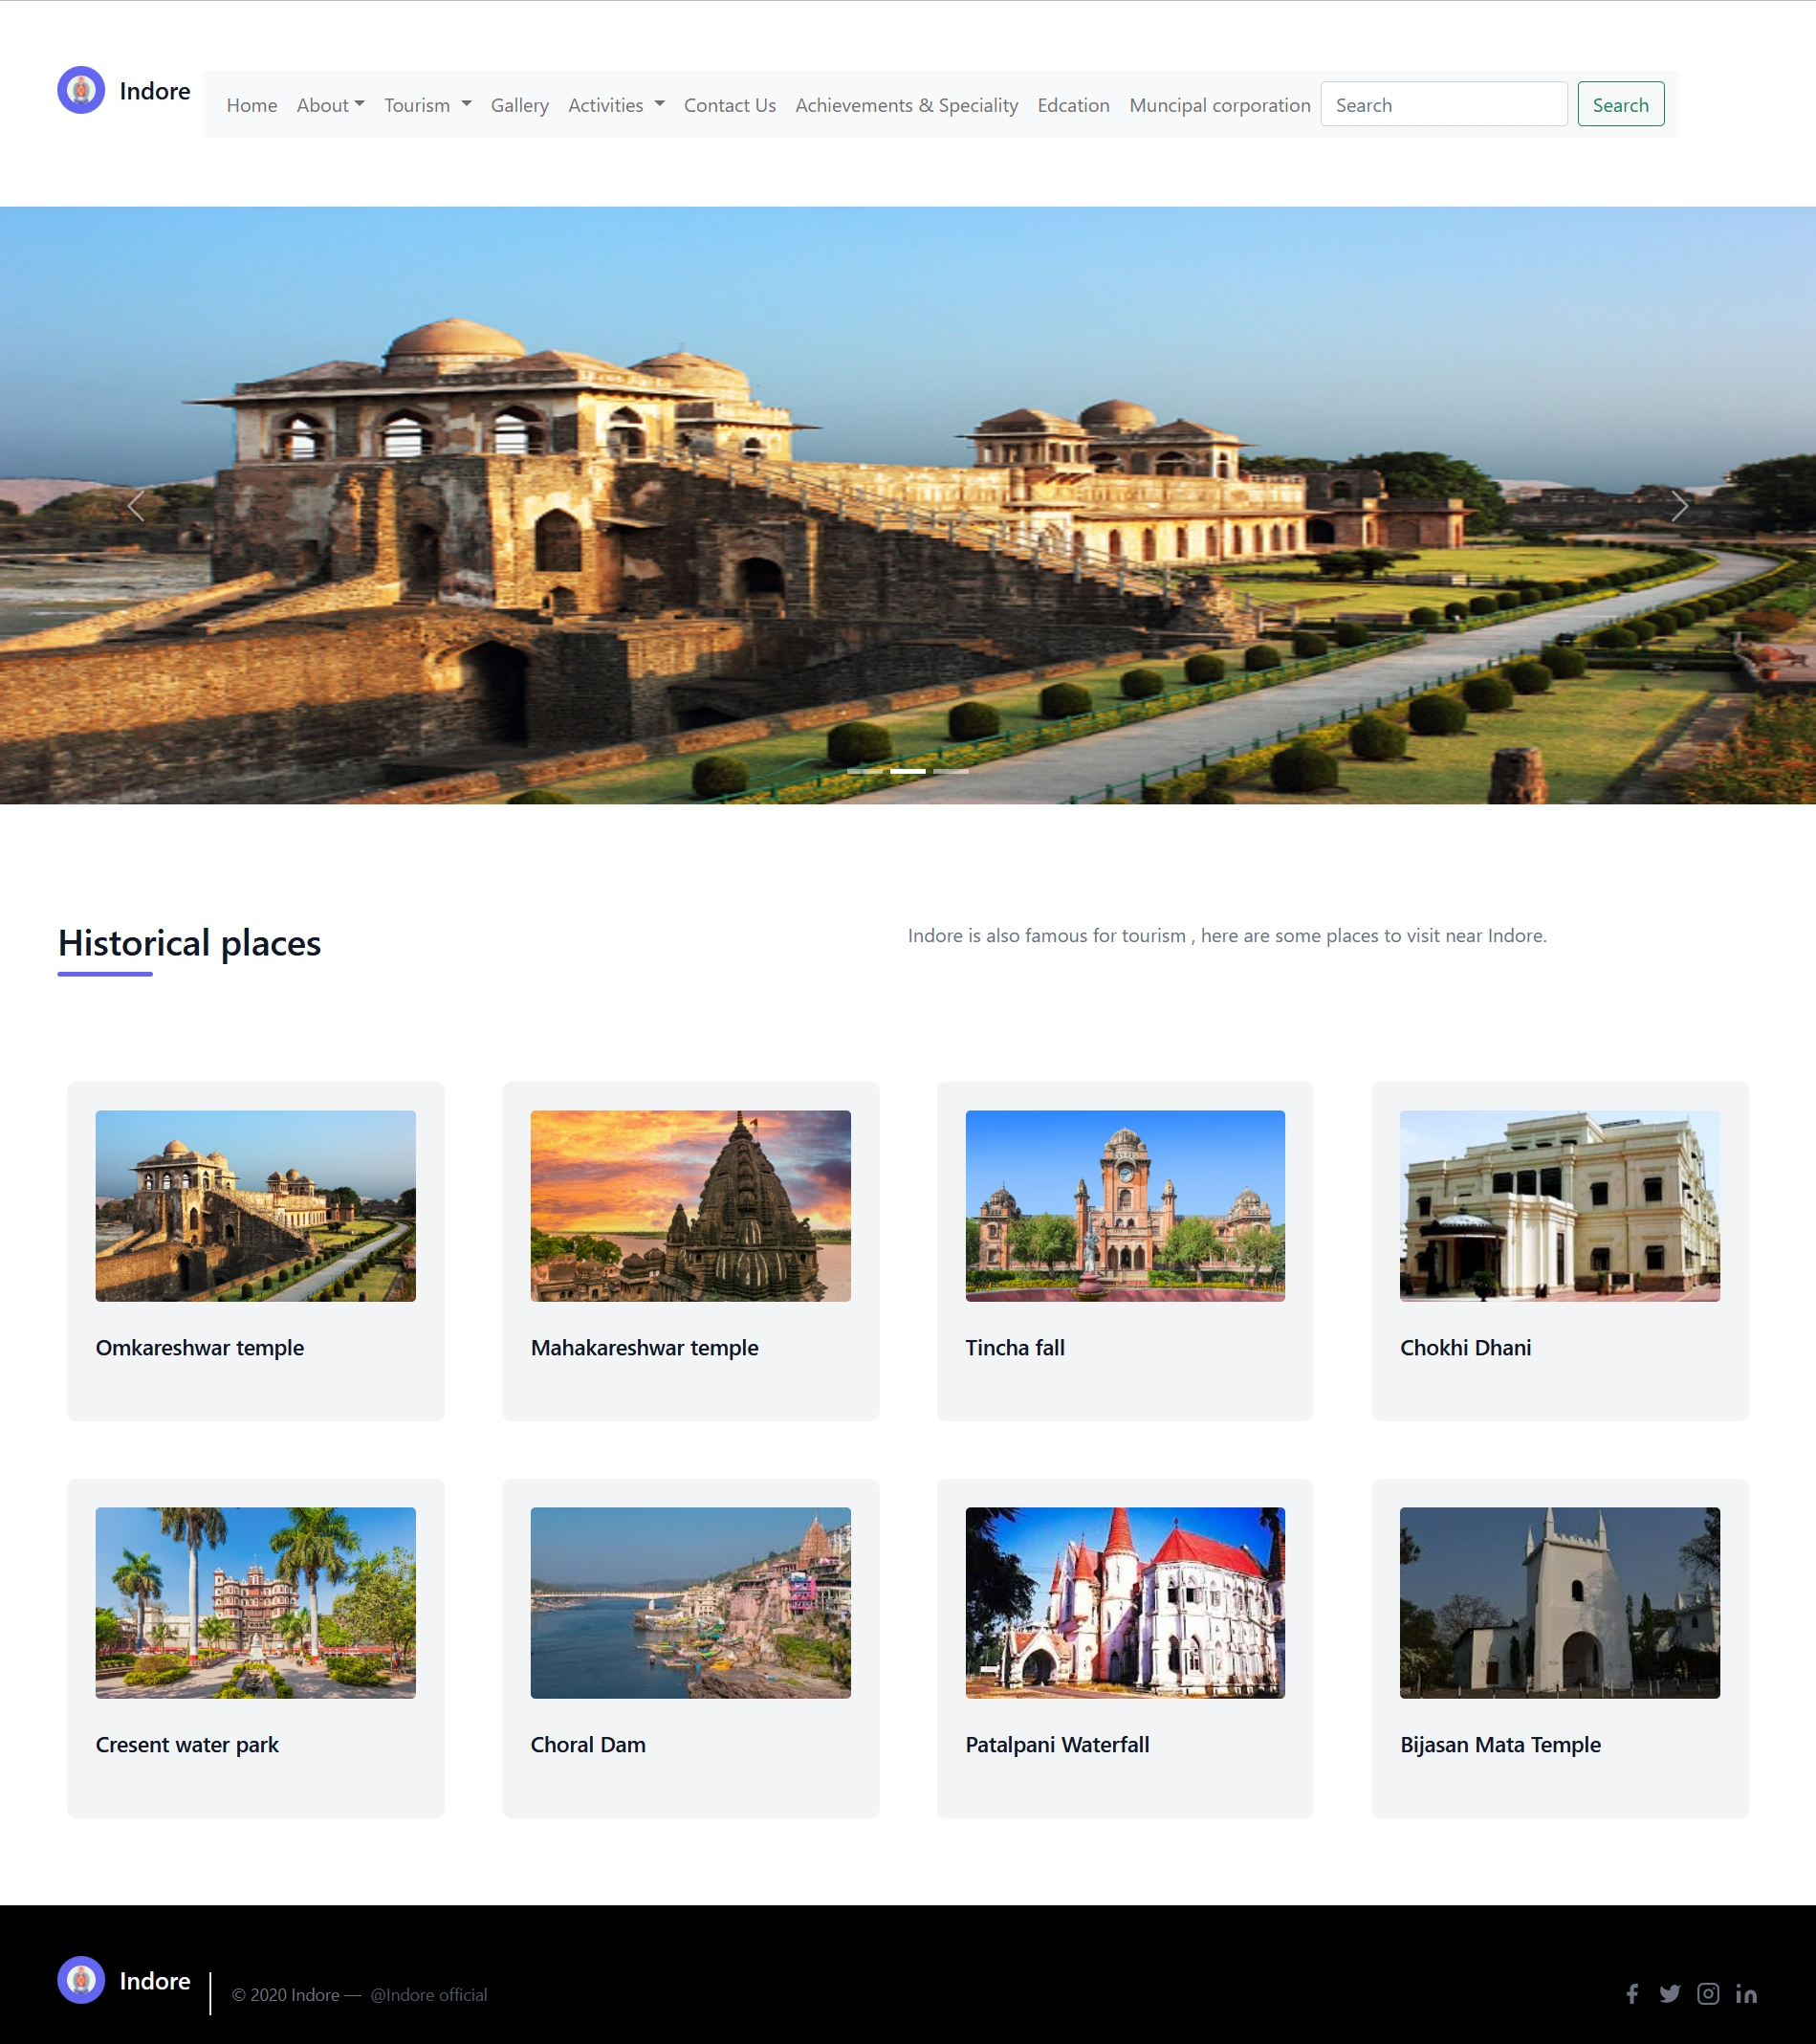 Indore
Home About Tourism Gallery Activities Contact Us Achievements & Speciality Edcation Muncipal corporation Search Search
Historical places
Indore is also famous for tourism , here are some places to visit near Indore.
Omkareshwar temple
Mahakareshwar temple
Tincha fall
Chokhi Dhani
Cresent water park
Choral Dam
Patalpani Waterfall
Bijasan Mata Temple
Indore
© 2020 Indore — @Indore official